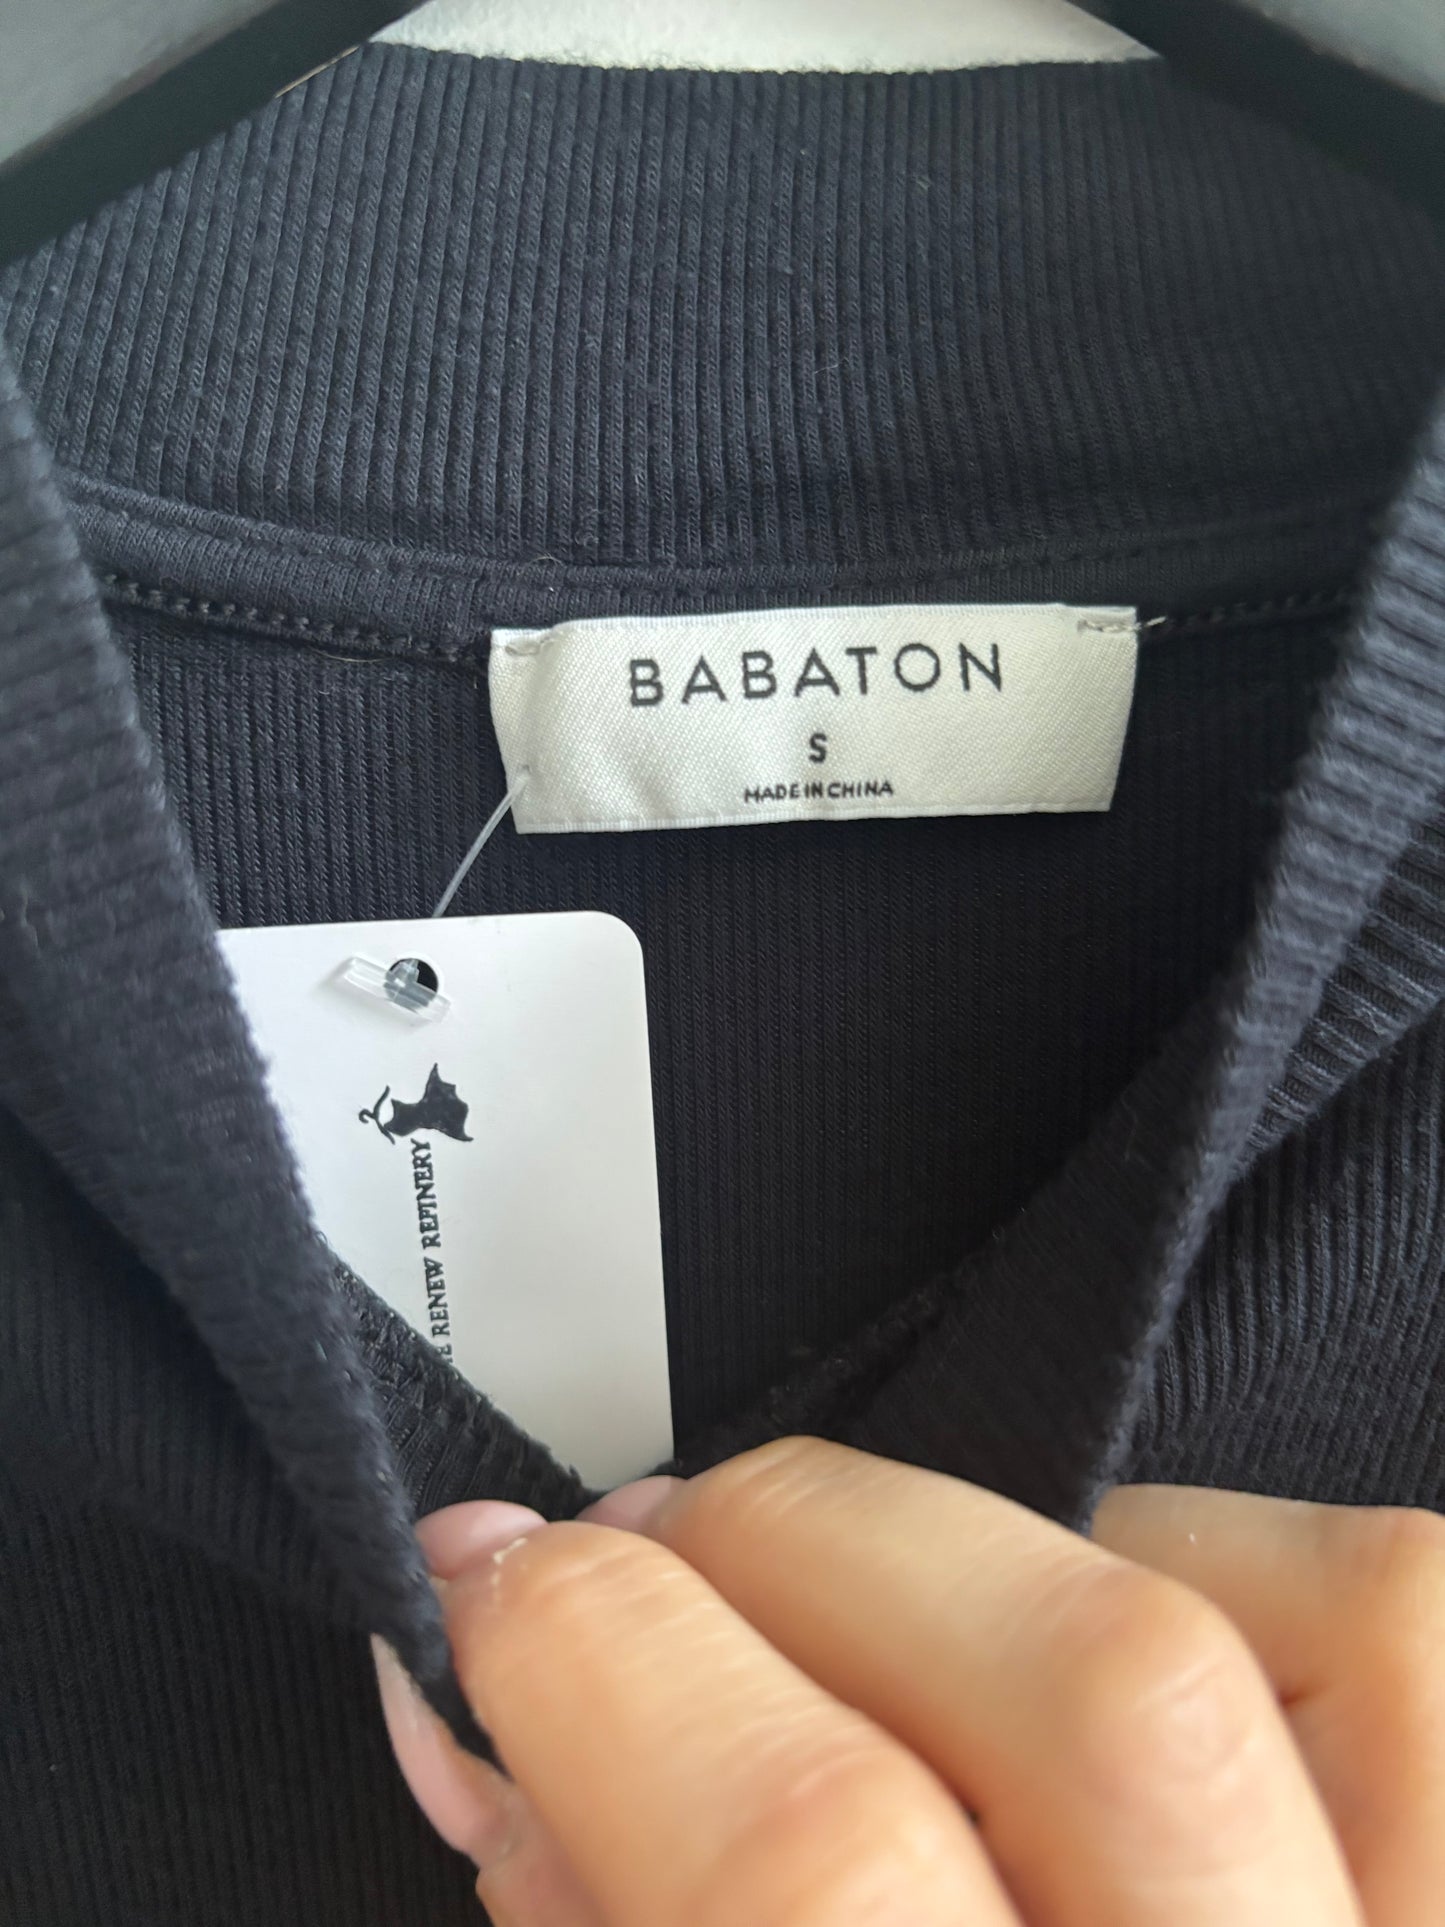 BABATON
S
MADE IN CHINA
RENEW REFINERY